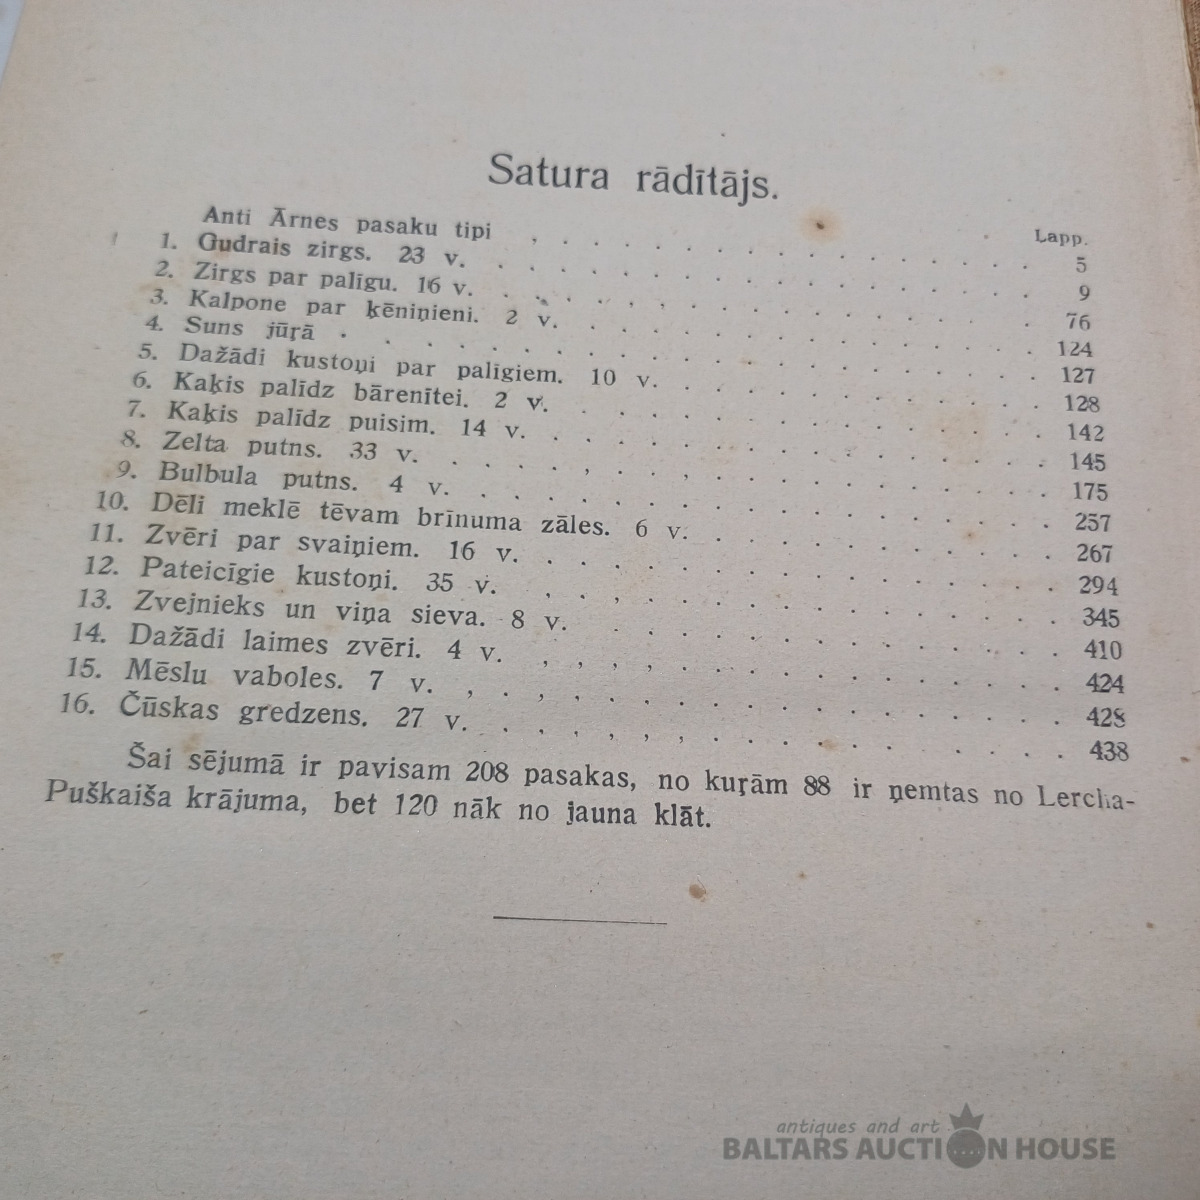 Satura rādītājs.
Lapp.
Anti Ārnes pasaku tipi . . . . . . . . . . . . . . 5
1. Gudrais zirgs. 23 v. . . . . . . . . . . . . . . 9
2. Zirgs par palīgu. 16 v. . . . . . . . . . . . . . 76
3. Kalpone par ķēniņieni. 2 v. . . . . . . . . . . . 124
4. Suns jūŗā . . . . . . . . . . . . . . . . 127
5. Dažādi kustoņi par palīgiem. 10 v. . . . . . . . . . 128
6. Kaķis palīdz bārenītei. 2 v. . . . . . . . . . . . 142
7. Kaķis palīdz puisim. 14 v. . . . . . . . . . . . . 145
8. Zelta putns. 33 v. . . . . . . . . . . . . . . 175
9. Bulbula putns. 4 v. . . . . . . . . . . . . . . 257
10. Dēli meklē tēvam brīnuma zāles. 6 v. . . . . . . . . 267
11. Zvēri par svaiņiem. 16 v. . . . . . . . . . . . . 294
12. Pateicīgie kustoņi. 35 v. . . . . . . . . . . . . 345
13. Zvejnieks un viņa sieva. 8 v. . . . . . . . . . . . 410
14. Dažādi laimes zvēri. 4 v. . . . . . . . . . . . . 424
15. Mēslu vaboles. 7 v. . . . . . . . . . . . . . . 428
16. Čūskas gredzens. 27 v. . . . . . . . . . . . . . 438
Šai sējumā ir pavisam 208 pasakas, no kuŗām 88 ir ņemtas no Lercha-
Puškaiša krājuma, bet 120 nāk no jauna klāt.
antiques and art
BALTARS AUCTION HOUSE